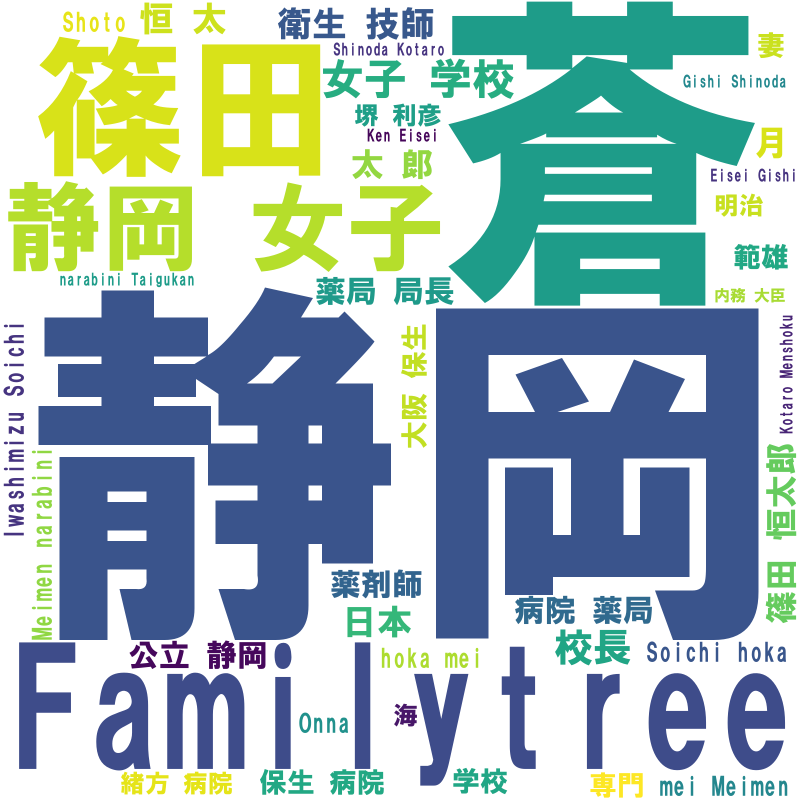 Shoto 恒 太
衛生 技師
Shinoda Kotaro
妻
篠田
蒼
女子 学校
Gishi Shinoda
堺 利彦
Ken Eisei
月
太 郎
Eisei Gishi
静岡 女子
明治
範雄
narabini Taigukan
薬局 局長
内務 大臣
静岡
Iwashimizu Soichi
大阪 保生
Kotaro Menshoku
Meimen narabini
篠田 恒太郎
薬剤師
病院 薬局
日本
校長
公立 静岡
hoka mei
Soichi hoka
Familytree
Onna
海
緒方 病院
保生 病院
学校
専門
mei Meimen